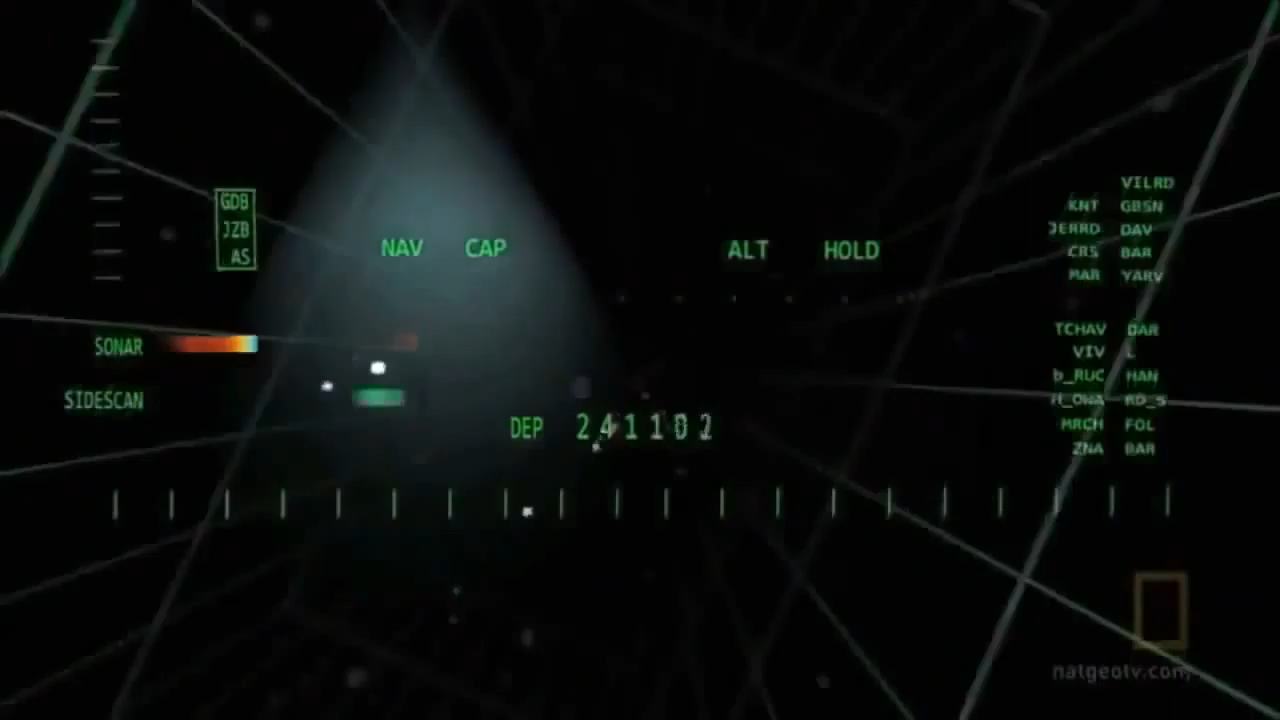 GDB
JZB
AS
NAV CAP ALT HOLD
SONAR
SIDESCAN
DEP 241102
VILRD
KNT GBSN
JERRD DAV
CRS BAR
MAR YARV
TCHAV DAR
VIV L
b_RUC HAN
RD_S
MRCH FOL
ZNA BAR
natgeotv.com